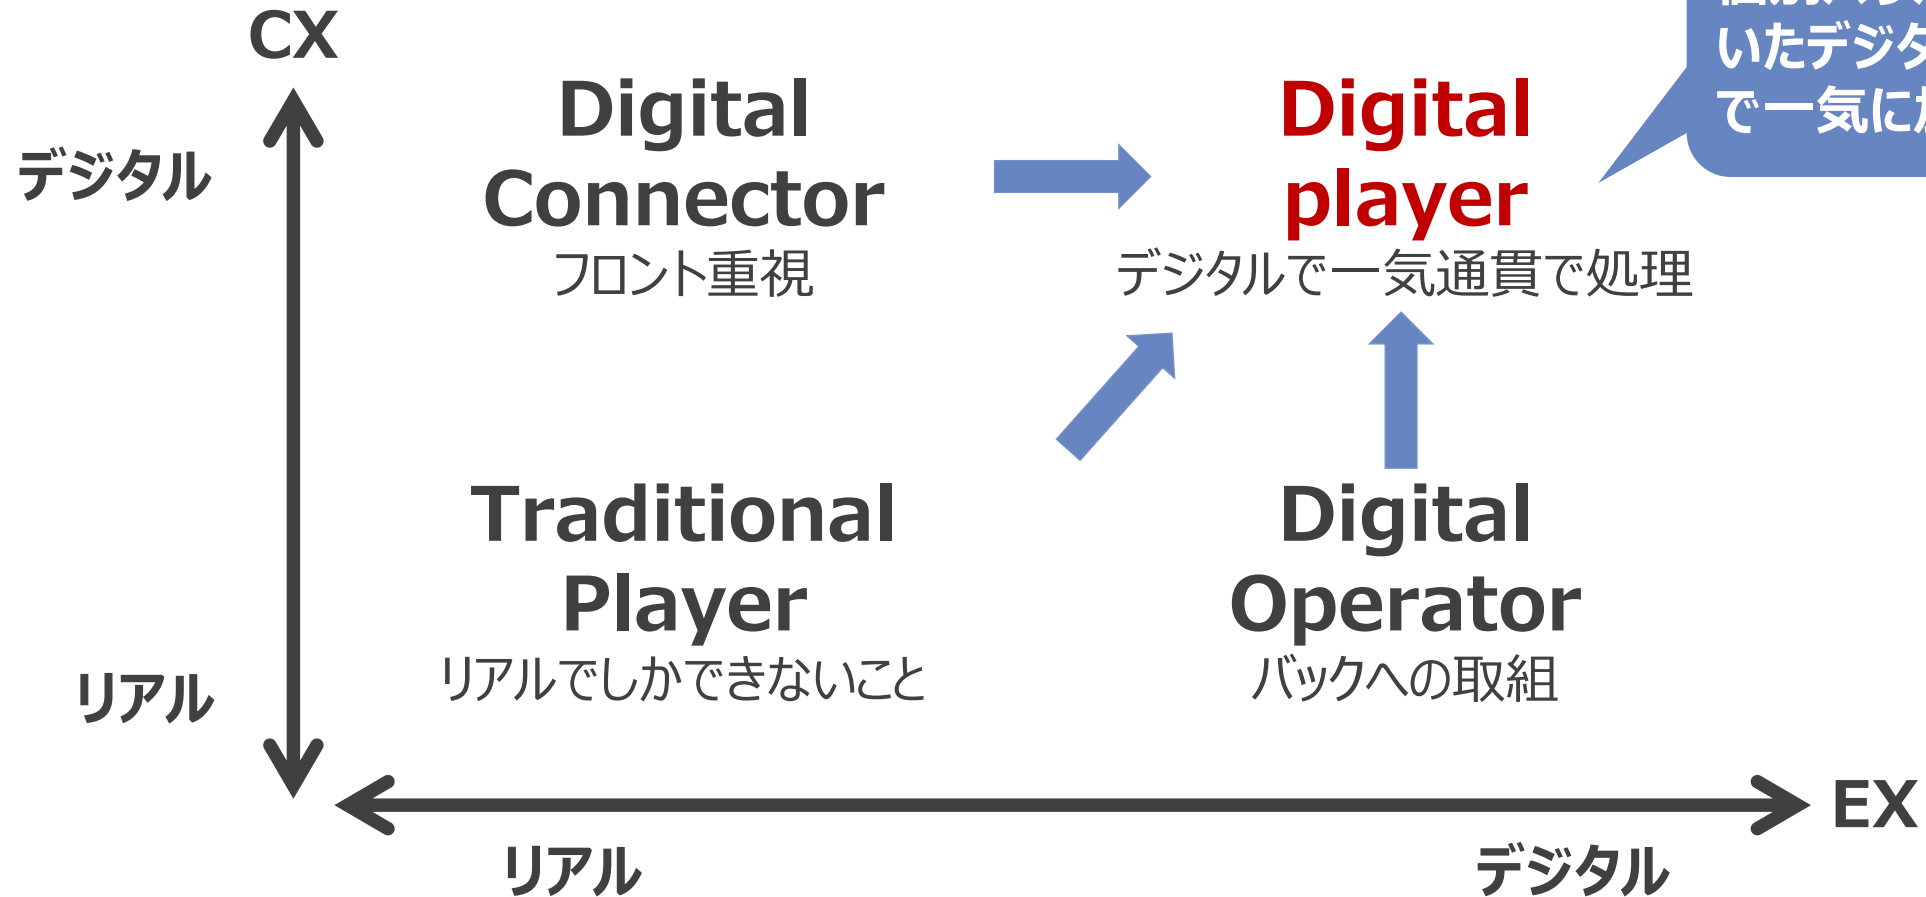 CX
いたデジタ
で一気に
デジタル
Digital
Connector
フロント重視
Digital
player
デジタルで一気通貫で処理
Traditional
Player
リアルでしかできないこと
Digital
Operator
バックへの取組
リアル
EX
リアル
デジタル